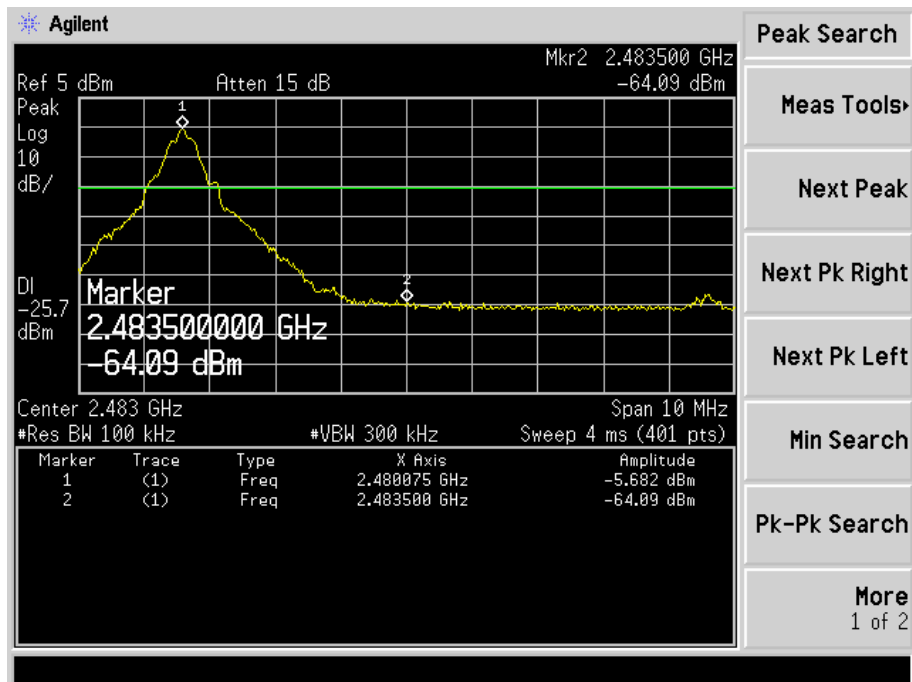 Agilent
Peak Search
Mkr2 2.483500 GHz
Ref 5 dBm Atten 15 dB -64.09 dBm
Peak
Log
10
dB/
1
2
DI
-25.7
dBm
Marker
2.483500000 GHz
-64.09 dBm
Center 2.483 GHz Span 10 MHz
#Res BW 100 kHz #VBW 300 kHz Sweep 4 ms (401 pts)
Marker Trace Type X Axis Amplitude
1 (1) Freq 2.480075 GHz -5.682 dBm
2 (1) Freq 2.483500 GHz -64.09 dBm
Meas Tools
Next Peak
Next Pk Right
Next Pk Left
Min Search
Pk-Pk Search
More
1 of 2